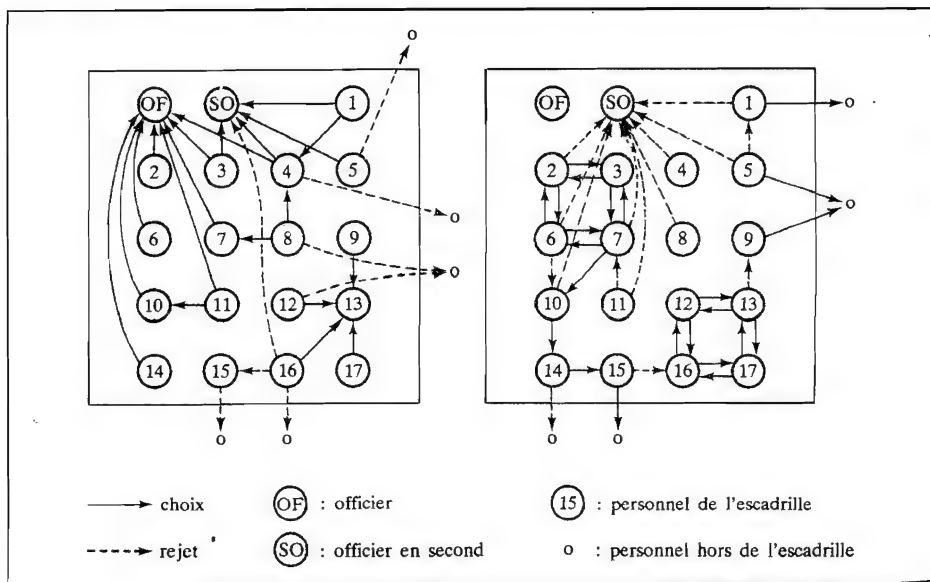 o
OF SO 1 OF SO 1 o
2 3 4 5 2 3 4 5
o o
6 7 8 9 6 7 8 9
o
10 11 12 13 10 11 12 13
14 15 16 17 14 15 16 17
o o o o
choix OF : officier 15 : personnel de l'escadrille
rejet SO : officier en second o : personnel hors de l'escadrille